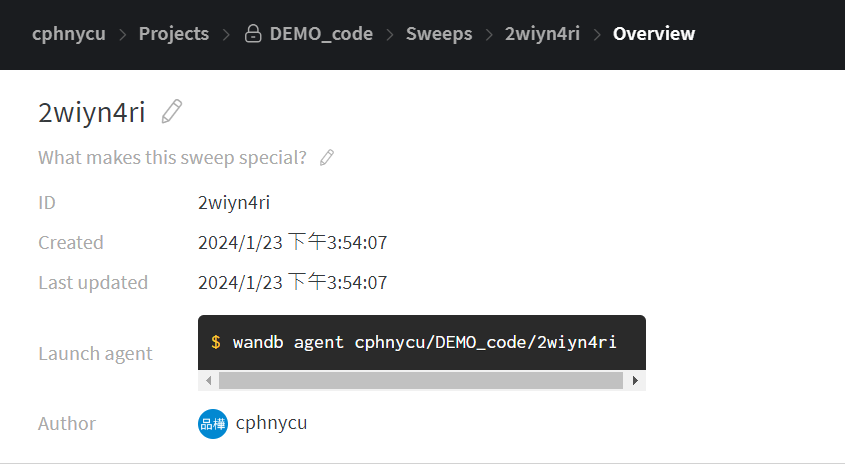 cphnycu > Projects > DEMO_code > Sweeps > 2wiyn4ri > Overview
2wiyn4ri
What makes this sweep special?
ID 2wiyn4ri
Created 2024/1/23 下午3:54:07
Last updated 2024/1/23 下午3:54:07
Launch agent $ wandb agent cphnycu/DEMO_code/2wiyn4ri
Author 品樺 cphnycu